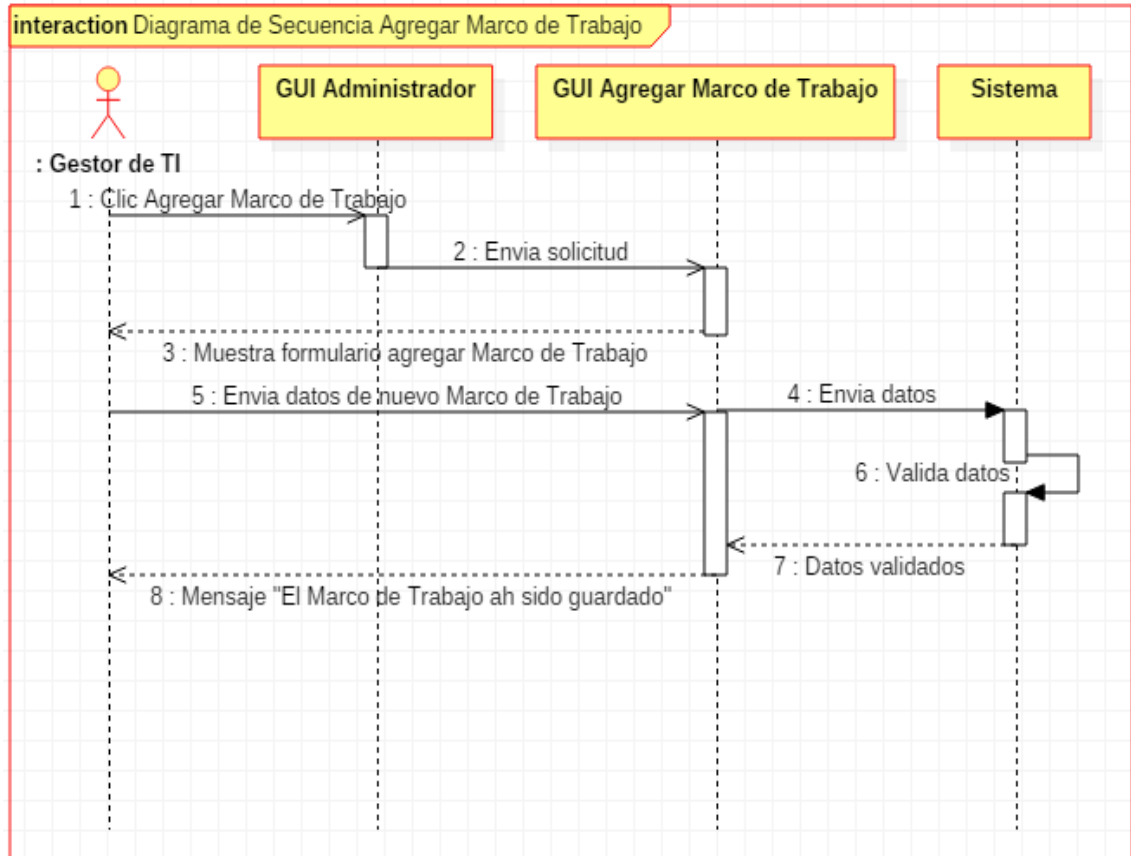 interaction Diagrama de Secuencia Agregar Marco de Trabajo
GUI Administrador
GUI Agregar Marco de Trabajo
Sistema
: Gestor de TI
1 : Clic Agregar Marco de Trabajo
2 : Envia solicitud
3 : Muestra formulario agregar Marco de Trabajo
5 : Envia datos de nuevo Marco de Trabajo
4 : Envia datos
6 : Valida datos
7 : Datos validados
8 : Mensaje "El Marco de Trabajo ah sido guardado"